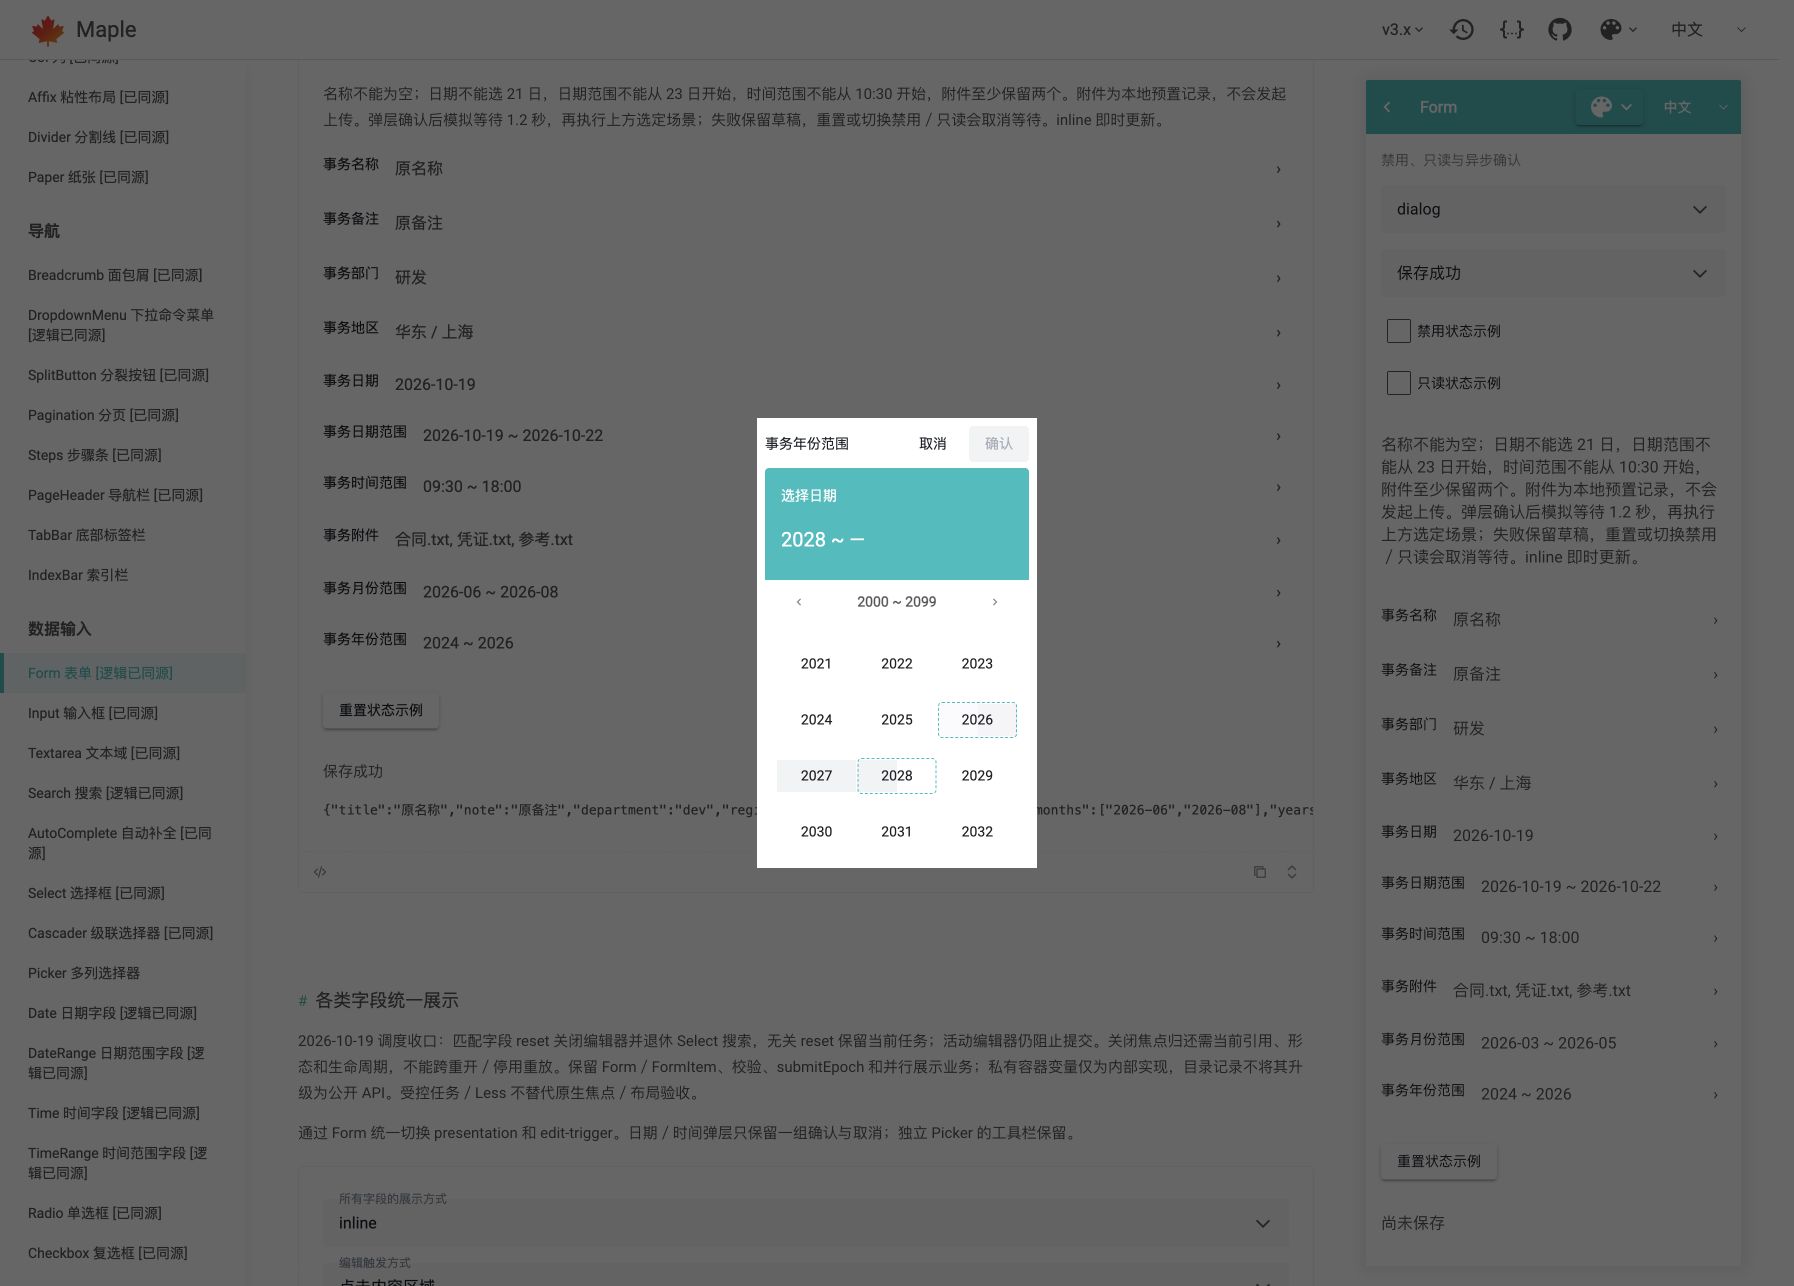 Maple
v3.x
中文
Affix 粘性布局 [已同源]
Divider 分割线 [已同源]
Paper 纸张 [已同源]
导航
Breadcrumb 面包屑 [已同源]
DropdownMenu 下拉命令菜单
[逻辑已同源]
SplitButton 分裂按钮 [已同源]
Pagination 分页 [已同源]
Steps 步骤条 [已同源]
PageHeader 导航栏 [已同源]
TabBar 底部标签栏
IndexBar 索引栏
数据输入
Form 表单 [逻辑已同源]
Input 输入框 [已同源]
Textarea 文本域 [已同源]
Search 搜索 [逻辑已同源]
AutoComplete 自动补全 [已同
源]
Select 选择框 [已同源]
Cascader 级联选择器 [已同源]
Picker 多列选择器
Date 日期字段 [逻辑已同源]
DateRange 日期范围字段 [逻
辑已同源]
Time 时间字段 [逻辑已同源]
TimeRange 时间范围字段 [逻
辑已同源]
Radio 单选框 [已同源]
Checkbox 复选框 [已同源]
名称不能为空；日期不能选 21 日，日期范围不能从 23 日开始，时间范围不能从 10:30 开始，附件至少保留两个。附件为本地预置记录，不会发起
上传。弹层确认后模拟等待 1.2 秒，再执行上方选定场景；失败保留草稿，重置或切换禁用 / 只读会取消等待。inline 即时更新。
事务名称 原名称
事务备注 原备注
事务部门 研发
事务地区 华东 / 上海
事务日期 2026-10-19
事务日期范围 2026-10-19 ~ 2026-10-22
事务时间范围 09:30 ~ 18:00
事务附件 合同.txt, 凭证.txt, 参考.txt
事务月份范围 2026-06 ~ 2026-08
事务年份范围 2024 ~ 2026
重置状态示例
保存成功
{"title":"原名称","note":"原备注","department":"dev","regi
months":["2026-06","2026-08"],"years
</>
# 各类字段统一展示
2026-10-19 调度收口：匹配字段 reset 关闭编辑器并退休 Select 搜索，无关 reset 保留当前任务；活动编辑器仍阻止提交。关闭焦点归还需当前引用、形
态和生命周期，不能跨重开 / 停用重放。保留 Form / FormItem、校验、submitEpoch 和并行展示业务；私有容器变量仅为内部实现，目录记录不将其升
级为公开 API。受控任务 / Less 不替代原生焦点 / 布局验收。
通过 Form 统一切换 presentation 和 edit-trigger。日期 / 时间弹层只保留一组确认与取消；独立 Picker 的工具栏保留。
所有字段的展示方式
inline
编辑触发方式
点击内容区域
事务年份范围 取消 确认
选择日期
2028 ~ —
2000 ~ 2099
2021 2022 2023
2024 2025 2026
2027 2028 2029
2030 2031 2032
Form
中文
禁用、只读与异步确认
dialog
保存成功
禁用状态示例
只读状态示例
名称不能为空；日期不能选 21 日，日期范围不
能从 23 日开始，时间范围不能从 10:30 开始，
附件至少保留两个。附件为本地预置记录，不会
发起上传。弹层确认后模拟等待 1.2 秒，再执行
上方选定场景；失败保留草稿，重置或切换禁用
/ 只读会取消等待。inline 即时更新。
事务名称 原名称
事务备注 原备注
事务部门 研发
事务地区 华东 / 上海
事务日期 2026-10-19
事务日期范围 2026-10-19 ~ 2026-10-22
事务时间范围 09:30 ~ 18:00
事务附件 合同.txt, 凭证.txt, 参考.txt
事务月份范围 2026-03 ~ 2026-05
事务年份范围 2024 ~ 2026
重置状态示例
尚未保存